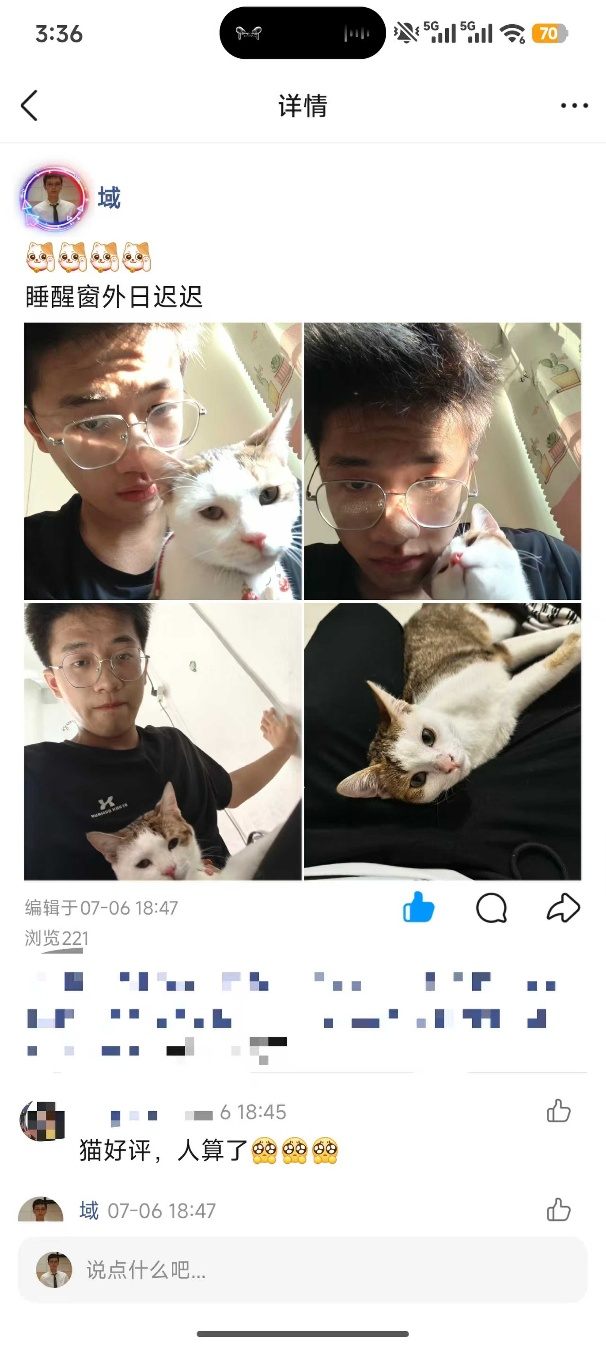 3:36
5G 5G 70
详情
域
睡醒窗外日迟迟
编辑于07-06 18:47
浏览221
6 18:45
猫好评，人算了
域 07-06 18:47
说点什么吧...